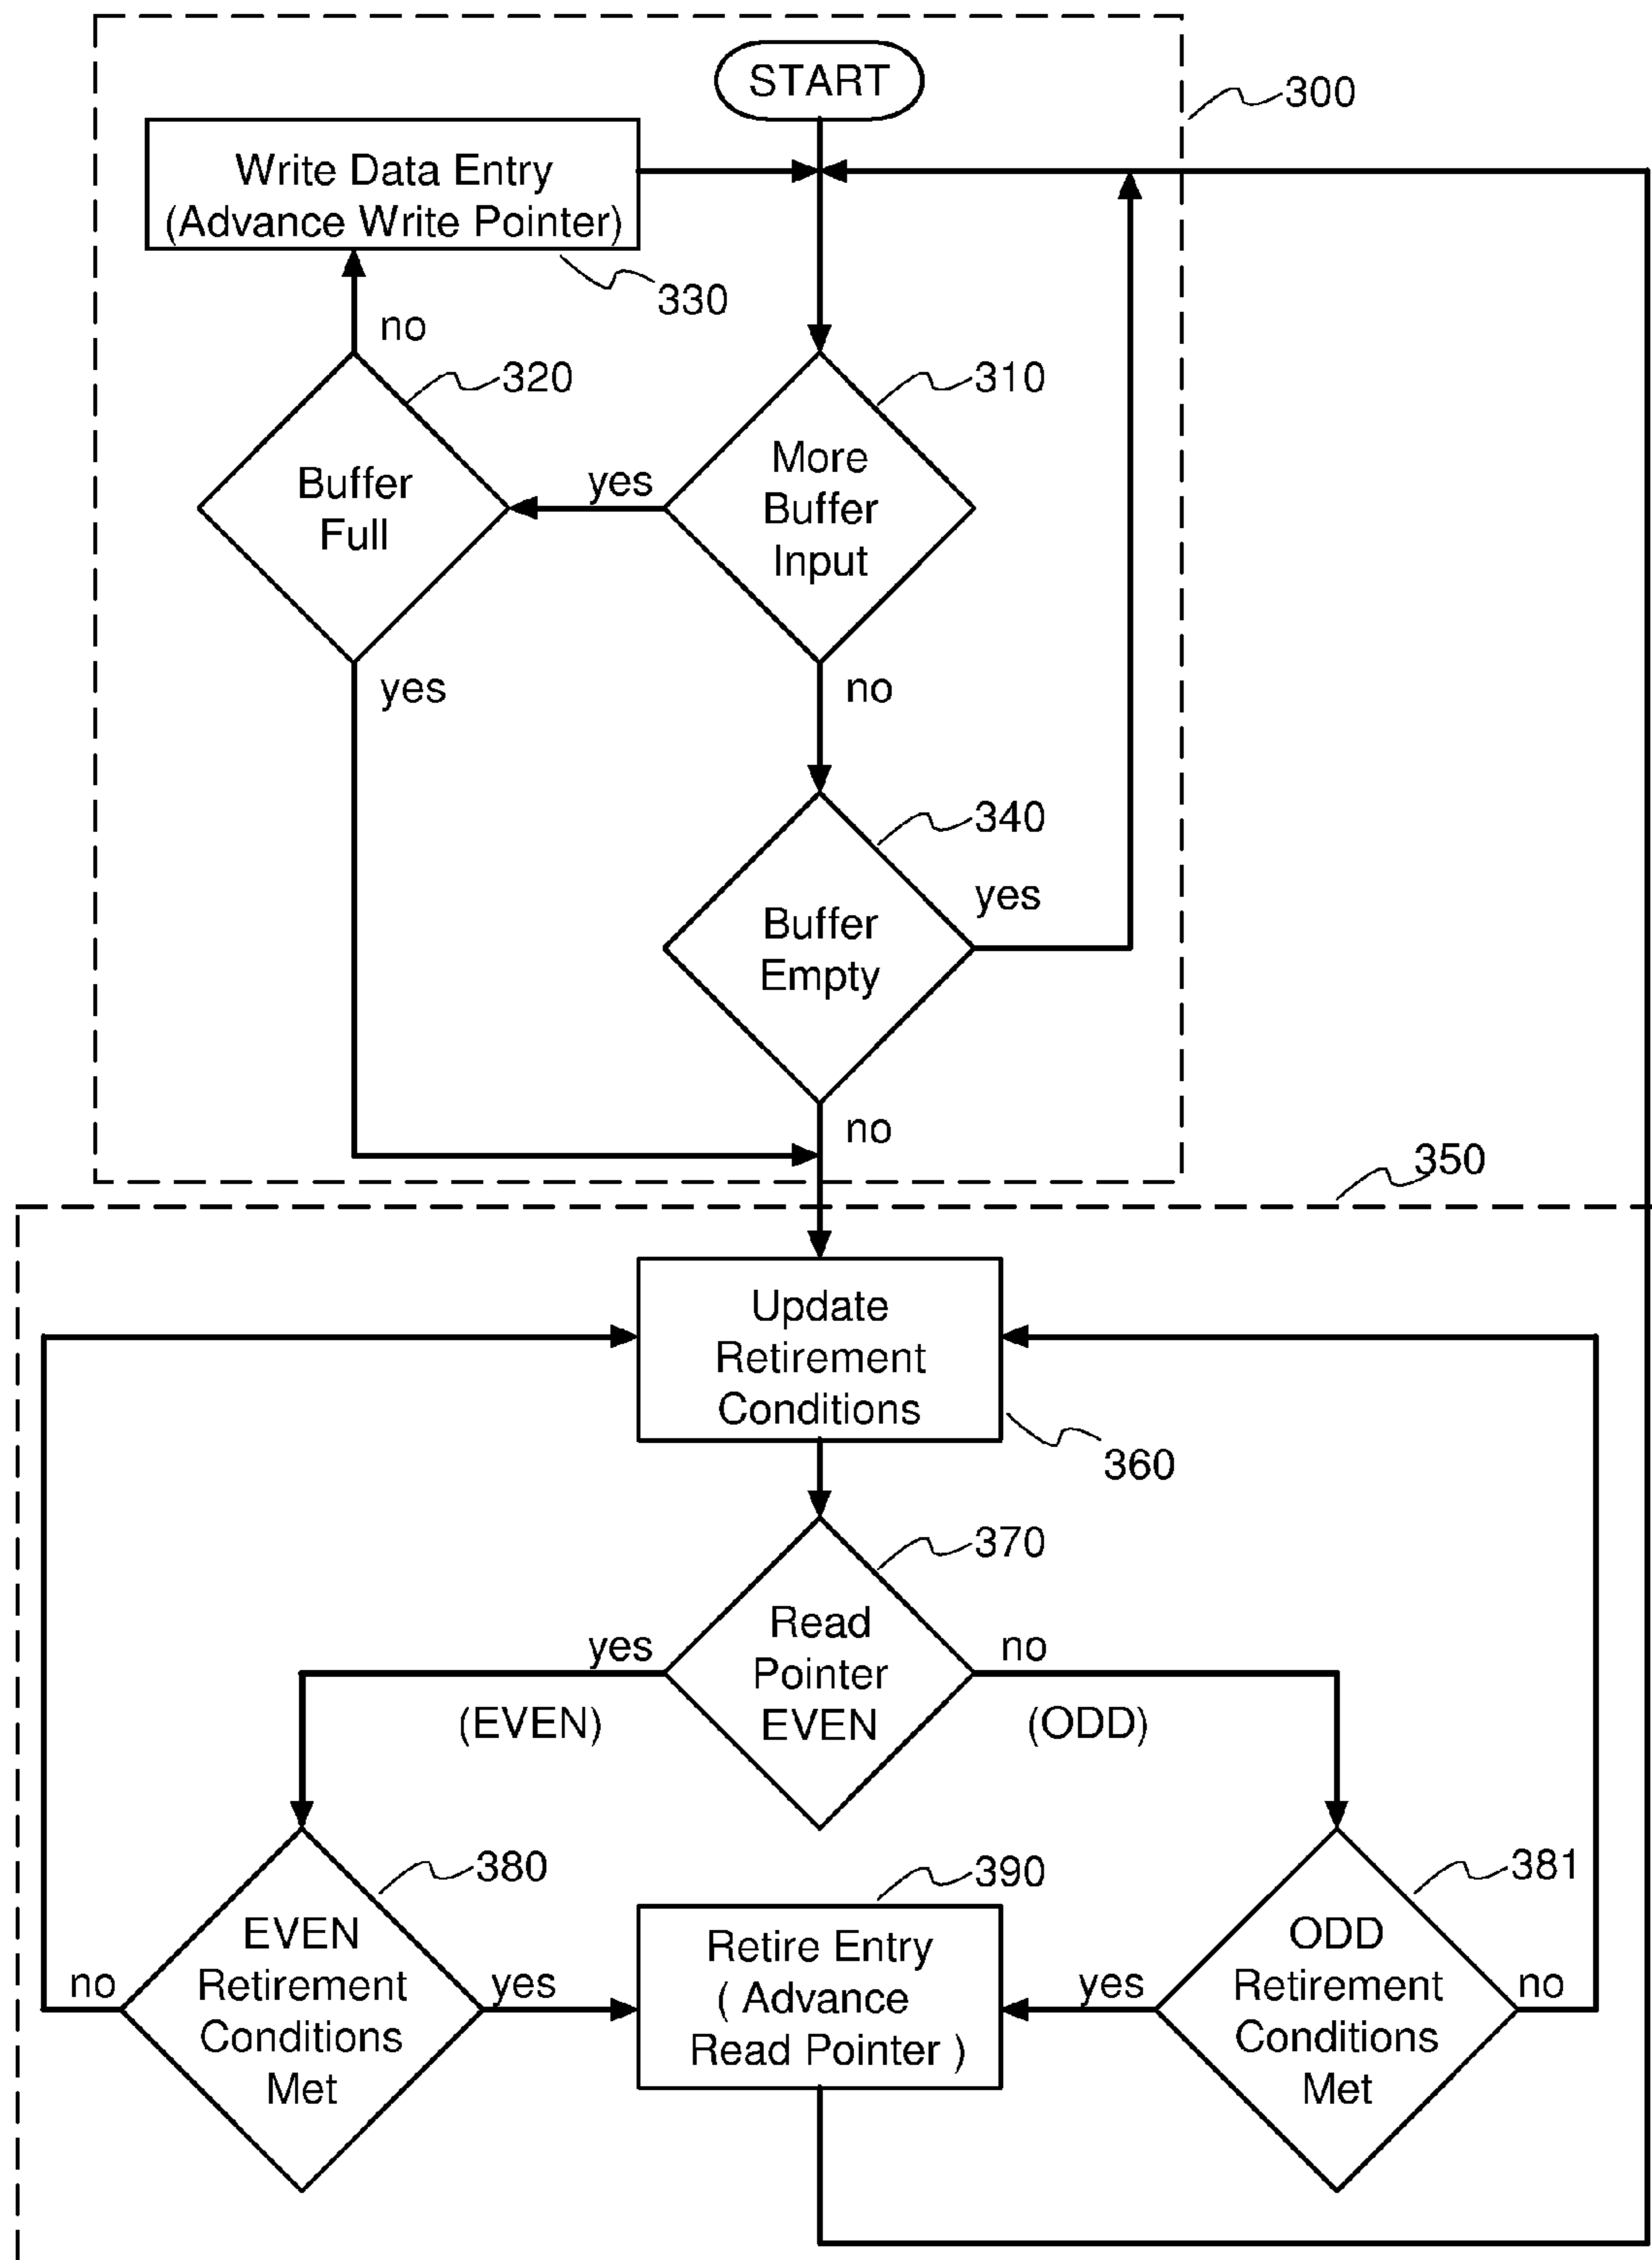 START
300
Write Data Entry
(Advance Write Pointer)
330
no
320
310
Buffer
Full
yes
More
Buffer
Input
yes
no
340
Buffer
Empty
yes
no
350
Update
Retirement
Conditions
360
370
Read
Pointer
EVEN
yes
(EVEN)
no
(ODD)
380
390
381
EVEN
Retirement
Conditions
Met
no
yes
Retire Entry
( Advance
Read Pointer )
yes
ODD
Retirement
Conditions
Met
no